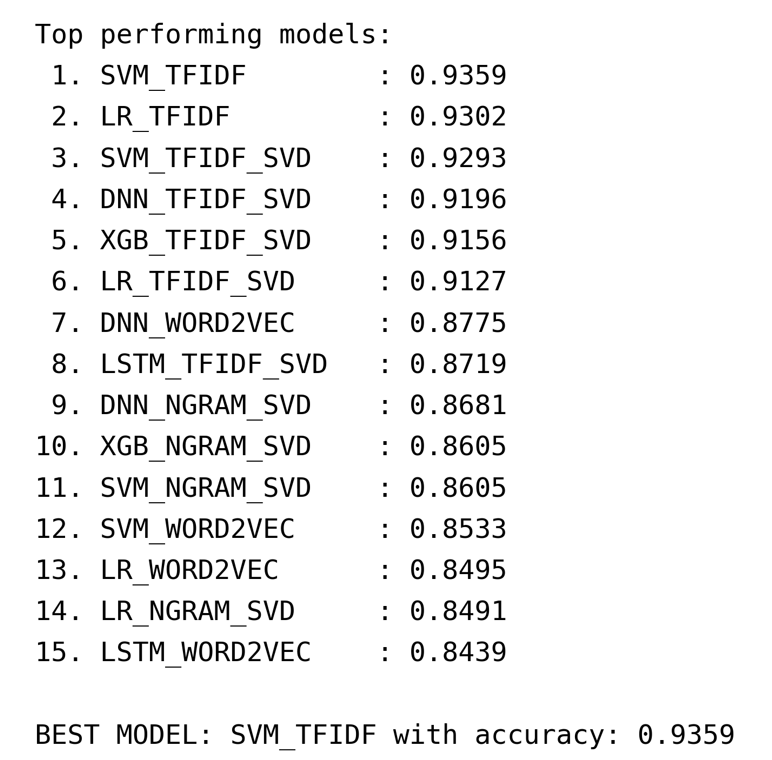 Top performing models:
 1. SVM_TFIDF        : 0.9359
 2. LR_TFIDF         : 0.9302
 3. SVM_TFIDF_SVD    : 0.9293
 4. DNN_TFIDF_SVD    : 0.9196
 5. XGB_TFIDF_SVD    : 0.9156
 6. LR_TFIDF_SVD     : 0.9127
 7. DNN_WORD2VEC     : 0.8775
 8. LSTM_TFIDF_SVD   : 0.8719
 9. DNN_NGRAM_SVD    : 0.8681
10. XGB_NGRAM_SVD    : 0.8605
11. SVM_NGRAM_SVD    : 0.8605
12. SVM_WORD2VEC     : 0.8533
13. LR_WORD2VEC      : 0.8495
14. LR_NGRAM_SVD     : 0.8491
15. LSTM_WORD2VEC    : 0.8439

BEST MODEL: SVM_TFIDF with accuracy: 0.9359